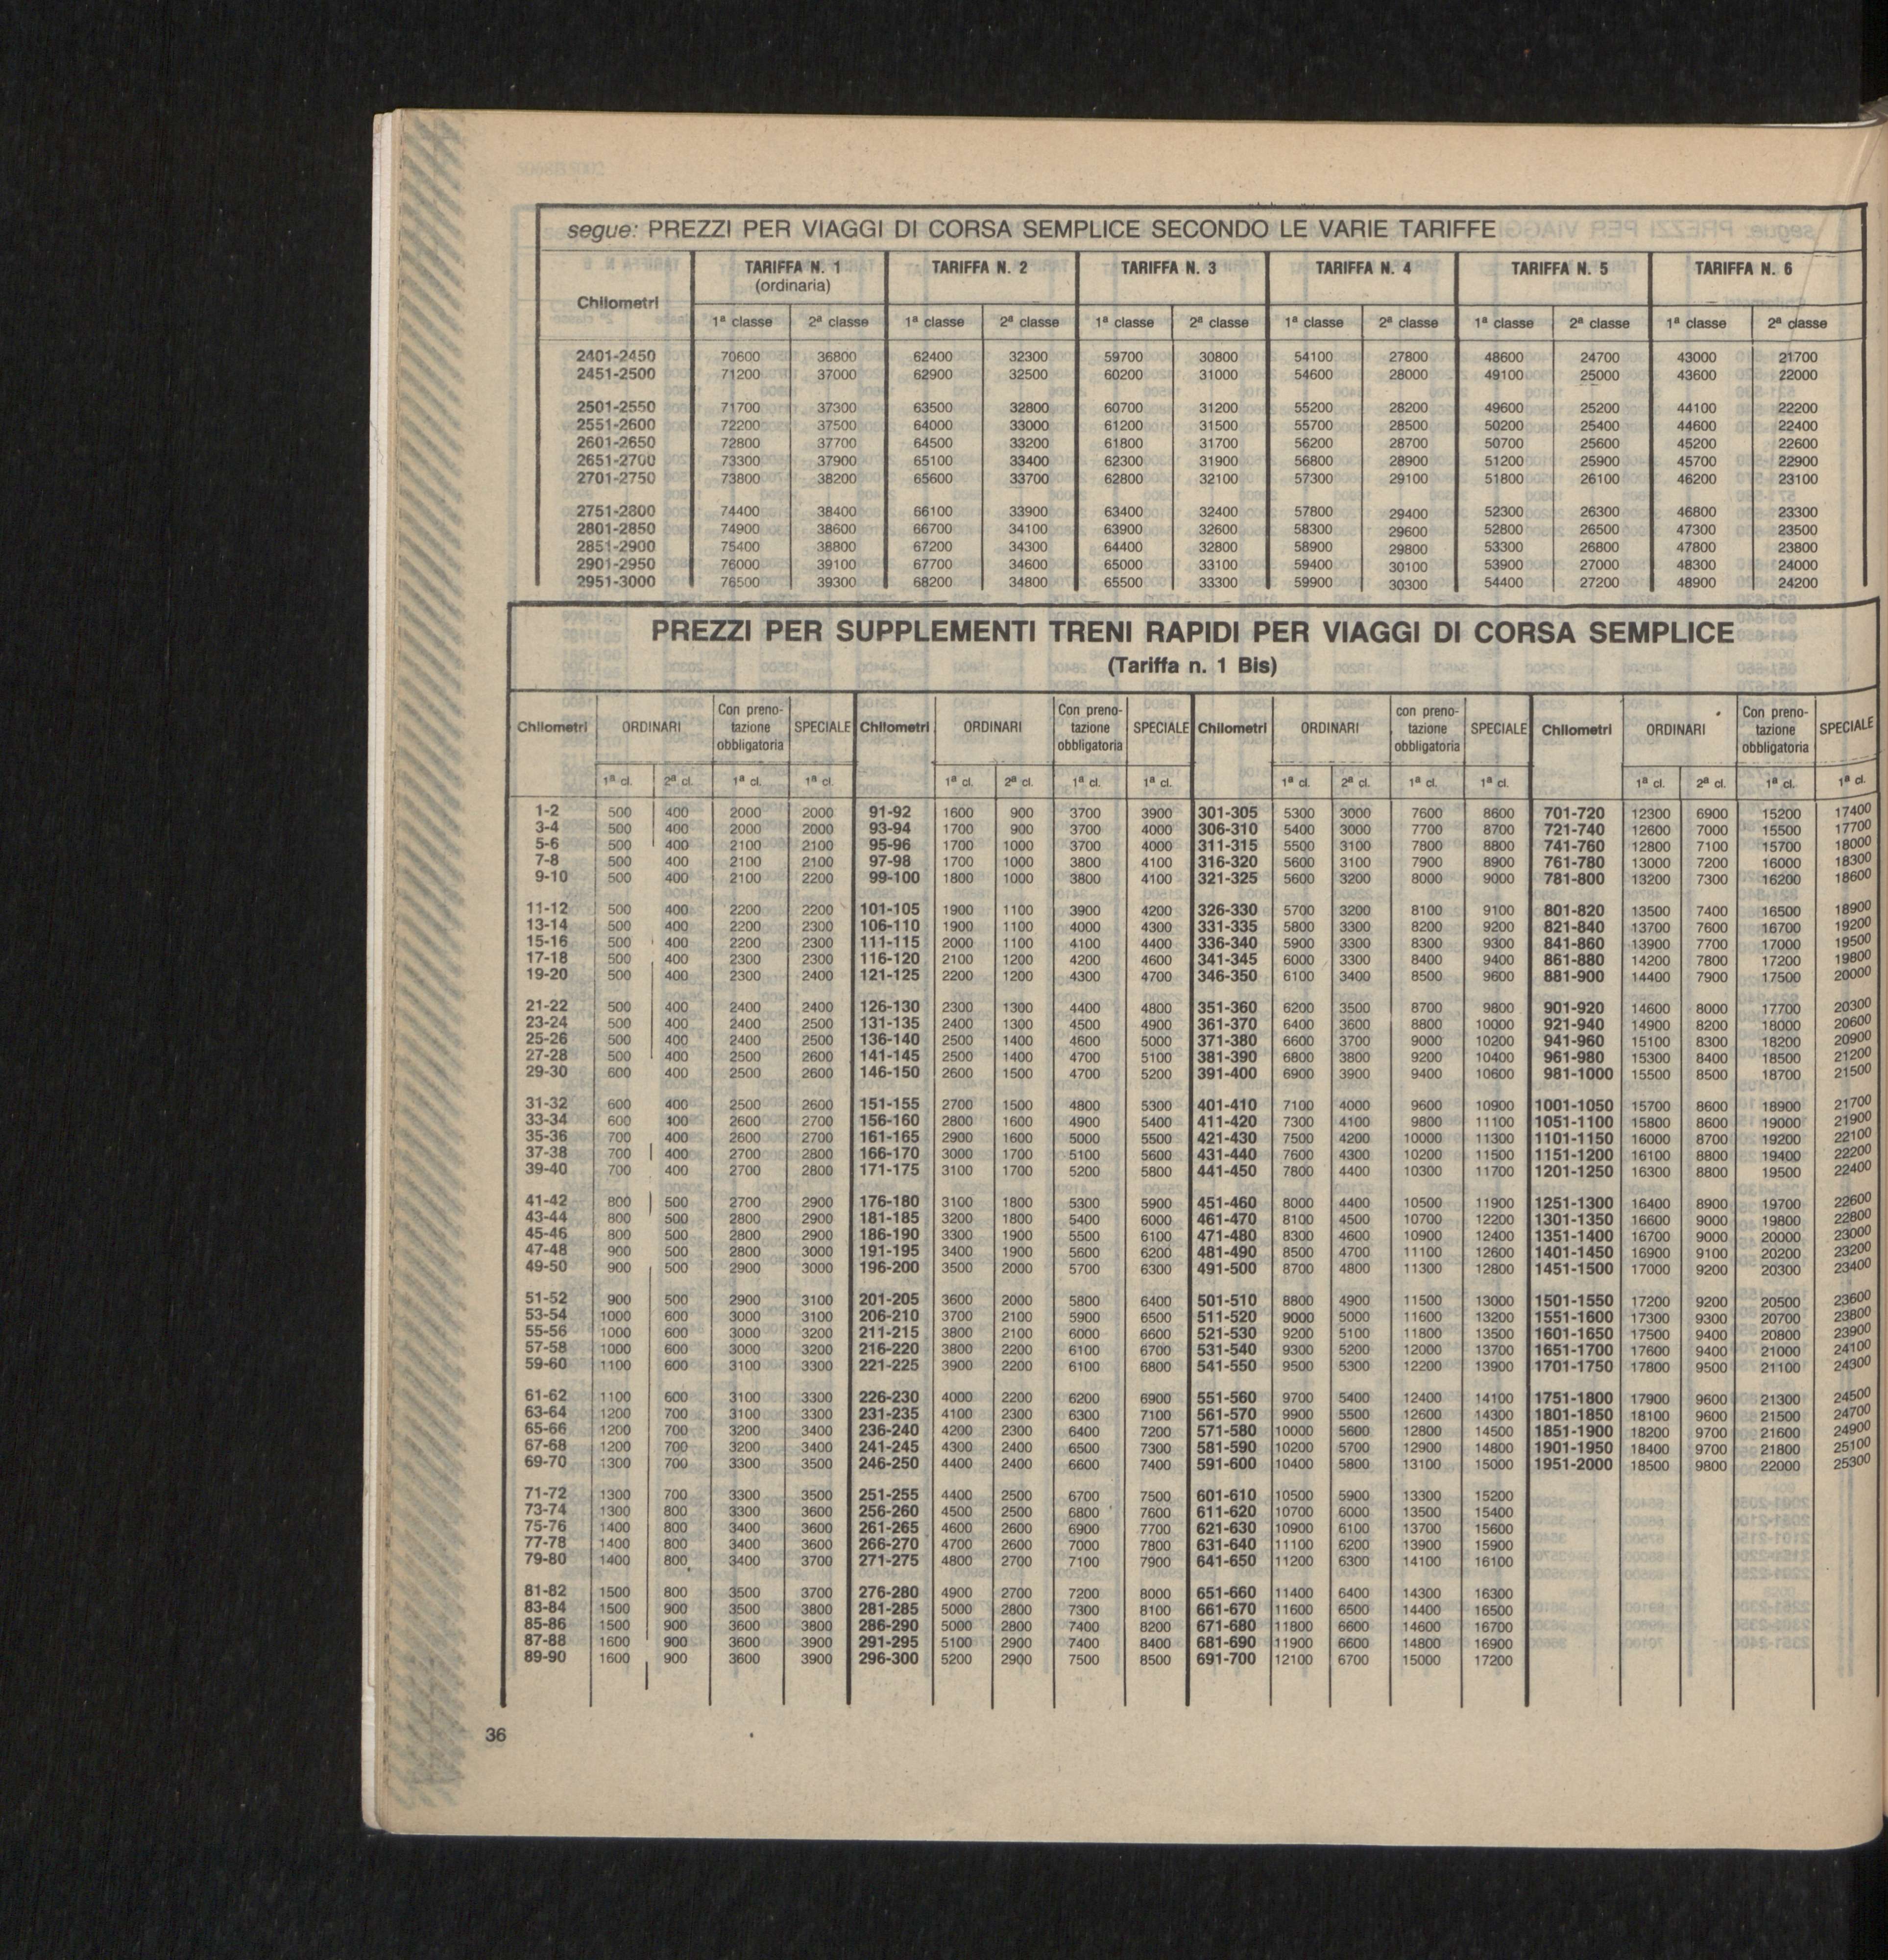 segue: PREZZI PER VIAGGI DI CORSA SEMPLICE SECONDO LE VARIE TARIFFE
Chilometri TARIFFA N. 1 (ordinaria) TARIFFA N. 2 TARIFFA N. 3 TARIFFA N. 4 TARIFFA N. 5 TARIFFA N. 6
1ª classe 2ª classe 1ª classe 2ª classe 1ª classe 2ª classe 1ª classe 2ª classe 1ª classe 2ª classe 1ª classe 2ª classe
2401-2450 70600 36800 62400 32300 59700 30800 54100 27800 48600 24700 43000 21700
2451-2500 71200 37000 62900 32500 60200 31000 54600 28000 49100 25000 43600 22000
2501-2550 71700 37300 63500 32800 60700 31200 55200 28200 49600 25200 44100 22200
2551-2600 72200 37500 64000 33000 61200 31500 55700 28500 50200 25400 44600 22400
2601-2650 72800 37700 64500 33200 61800 31700 56200 28700 50700 25600 45200 22600
2651-2700 73300 37900 65100 33400 62300 31900 56800 28900 51200 25900 45700 22900
2701-2750 73800 38200 65600 33700 62800 32100 57300 29100 51800 26100 46200 23100
2751-2800 74400 38400 66100 33900 63400 32400 57800 29400 52300 26300 46800 23300
2801-2850 74900 38600 66700 34100 63900 32600 58300 29600 52800 26500 47300 23500
2851-2900 75400 38800 67200 34300 64400 32800 58900 29800 53300 26800 47800 23800
2901-2950 76000 39100 67700 34600 65000 33100 59400 30100 53900 27000 48300 24000
2951-3000 76500 39300 68200 34800 65500 33300 59900 30300 54400 27200 48900 24200
PREZZI PER SUPPLEMENTI TRENI RAPIDI PER VIAGGI DI CORSA SEMPLICE
(Tariffa n. 1 Bis)
Chilometri ORDINARI Con preno-tazione obbligatoria SPECIALE Chilometri ORDINARI Con preno-tazione obbligatoria SPECIALE Chilometri ORDINARI con preno-tazione obbligatoria SPECIALE Chilometri ORDINARI Con preno-tazione obbligatoria SPECIALE
1ª cl. 2ª cl. 1ª cl. 1ª cl. 1ª cl. 2ª cl. 1ª cl. 1ª cl. 1ª cl. 2ª cl. 1ª cl. 1ª cl. 1ª cl. 2ª cl. 1ª cl. 1ª cl.
1-2 500 400 2000 2000 91-92 1600 900 3700 3900 301-305 5300 3000 7600 8600 701-720 12300 6900 15200 17400
3-4 500 400 2000 2000 93-94 1700 900 3700 4000 306-310 5400 3000 7700 8700 721-740 12600 7000 15500 17700
5-6 500 400 2100 2100 95-96 1700 1000 3700 4000 311-315 5500 3100 7800 8800 741-760 12800 7100 15700 18000
7-8 500 400 2100 2100 97-98 1700 1000 3800 4100 316-320 5600 3100 7900 8900 761-780 13000 7200 16000 18300
9-10 500 400 2100 2200 99-100 1800 1000 3800 4100 321-325 5600 3200 8000 9000 781-800 13200 7300 16200 18600
11-12 500 400 2200 2200 101-105 1900 1100 3900 4200 326-330 5700 3200 8100 9100 801-820 13500 7400 16500 18900
13-14 500 400 2200 2300 106-110 1900 1100 4000 4300 331-335 5800 3300 8200 9200 821-840 13700 7600 16700 19200
15-16 500 400 2200 2300 111-115 2000 1100 4100 4400 336-340 5900 3300 8300 9300 841-860 13900 7700 17000 19500
17-18 500 400 2300 2300 116-120 2100 1200 4200 4600 341-345 6000 3300 8400 9400 861-880 14200 7800 17200 19800
19-20 500 400 2300 2400 121-125 2200 1200 4300 4700 346-350 6100 3400 8500 9600 881-900 14400 7900 17500 20000
21-22 500 400 2400 2400 126-130 2300 1300 4400 4800 351-360 6200 3500 8700 9800 901-920 14600 8000 17700 20300
23-24 500 400 2400 2500 131-135 2400 1300 4500 4900 361-370 6400 3600 8800 10000 921-940 14900 8200 18000 20600
25-26 500 400 2400 2500 136-140 2500 1400 4600 5000 371-380 6600 3700 9000 10200 941-960 15100 8300 18200 20900
27-28 500 400 2500 2600 141-145 2500 1400 4700 5100 381-390 6800 3800 9200 10400 961-980 15300 8400 18500 21200
29-30 600 400 2500 2600 146-150 2600 1500 4700 5200 391-400 6900 3900 9400 10600 981-1000 15500 8500 18700 21500
31-32 600 400 2500 2600 151-155 2700 1500 4800 5300 401-410 7100 4000 9600 10900 1001-1050 15700 8600 18900 21700
33-34 600 400 2600 2700 156-160 2800 1600 4900 5400 411-420 7300 4100 9800 11100 1051-1100 15800 8600 19000 21900
35-36 700 400 2600 2700 161-165 2900 1600 5000 5500 421-430 7500 4200 10000 11300 1101-1150 16000 8700 19200 22100
37-38 700 400 2700 2800 166-170 3000 1700 5100 5600 431-440 7600 4300 10200 11500 1151-1200 16100 8800 19400 22200
39-40 700 400 2700 2800 171-175 3100 1700 5200 5800 441-450 7800 4400 10300 11700 1201-1250 16300 8800 19500 22400
41-42 800 500 2700 2900 176-180 3100 1800 5300 5900 451-460 8000 4400 10500 11900 1251-1300 16400 8900 19700 22600
43-44 800 500 2800 2900 181-185 3200 1800 5400 6000 461-470 8100 4500 10700 12200 1301-1350 16600 9000 19800 22800
45-46 800 500 2800 2900 186-190 3300 1900 5500 6100 471-480 8300 4600 10900 12400 1351-1400 16700 9000 20000 23000
47-48 900 500 2800 3000 191-195 3400 1900 5600 6200 481-490 8500 4700 11100 12600 1401-1450 16900 9100 20200 23200
49-50 900 500 2900 3000 196-200 3500 2000 5700 6300 491-500 8700 4800 11300 12800 1451-1500 17000 9200 20300 23400
51-52 900 500 2900 3100 201-205 3600 2000 5800 6400 501-510 8800 4900 11500 13000 1501-1550 17200 9200 20500 23600
53-54 1000 600 3000 3100 206-210 3700 2100 5900 6500 511-520 9000 5000 11600 13200 1551-1600 17300 9300 20700 23800
55-56 1000 600 3000 3200 211-215 3800 2100 6000 6600 521-530 9200 5100 11800 13500 1601-1650 17500 9400 20800 23900
57-58 1000 600 3000 3200 216-220 3800 2200 6100 6700 531-540 9300 5200 12000 13700 1651-1700 17600 9400 21000 24100
59-60 1100 600 3100 3300 221-225 3900 2200 6100 6800 541-550 9500 5300 12200 13900 1701-1750 17800 9500 21100 24300
61-62 1100 600 3100 3300 226-230 4000 2200 6200 6900 551-560 9700 5400 12400 14100 1751-1800 17900 9600 21300 24500
63-64 1200 700 3100 3300 231-235 4100 2300 6300 7100 561-570 9900 5500 12600 14300 1801-1850 18100 9600 21500 24700
65-66 1200 700 3200 3400 236-240 4200 2300 6400 7200 571-580 10000 5600 12800 14500 1851-1900 18200 9700 21600 24900
67-68 1200 700 3200 3400 241-245 4300 2400 6500 7300 581-590 10200 5700 12900 14800 1901-1950 18400 9700 21800 25100
69-70 1300 700 3300 3500 246-250 4400 2400 6600 7400 591-600 10400 5800 13100 15000 1951-2000 18500 9800 22000 25300
71-72 1300 700 3300 3500 251-255 4400 2500 6700 7500 601-610 10500 5900 13300 15200
73-74 1300 800 3300 3600 256-260 4500 2500 6800 7600 611-620 10700 6000 13500 15400
75-76 1400 800 3400 3600 261-265 4600 2600 6900 7700 621-630 10900 6100 13700 15600
77-78 1400 800 3400 3600 266-270 4700 2600 7000 7800 631-640 11100 6200 13900 15900
79-80 1400 800 3400 3700 271-275 4800 2700 7100 7900 641-650 11200 6300 14100 16100
81-82 1500 800 3500 3700 276-280 4900 2700 7200 8000 651-660 11400 6400 14300 16300
83-84 1500 900 3500 3800 281-285 5000 2800 7300 8100 661-670 11600 6500 14400 16500
85-86 1500 900 3600 3800 286-290 5000 2800 7400 8200 671-680 11800 6600 14600 16700
87-88 1600 900 3600 3900 291-295 5100 2900 7400 8400 681-690 11900 6600 14800 16900
89-90 1600 900 3600 3900 296-300 5200 2900 7500 8500 691-700 12100 6700 15000 17200
36